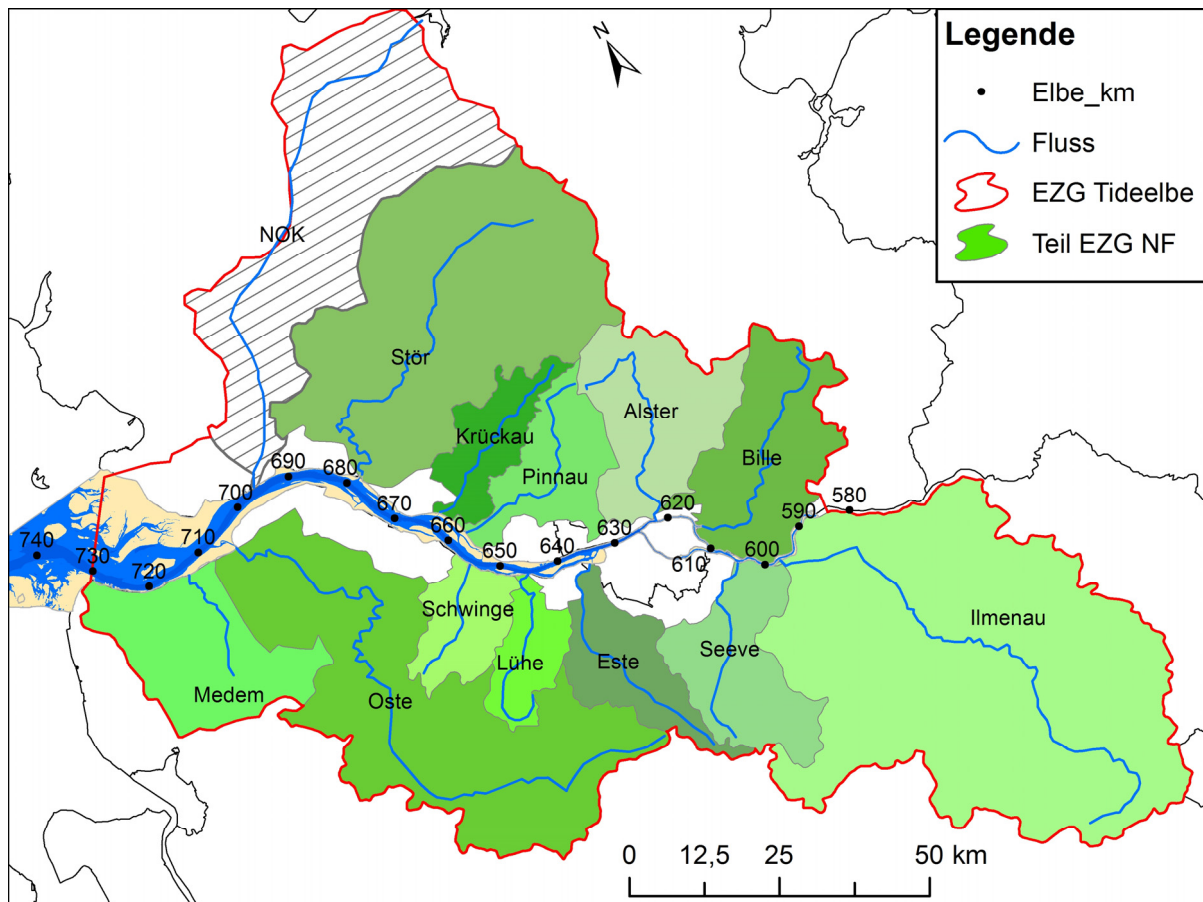 N
Legende
Elbe_km
Fluss
EZG Tideelbe
Teil EZG NF
NOK
Stör
Krückau
Pinnau
Alster
Bille
690
680
700
670
710
660
740
730
720
650
640
630
620
610
600
590
580
Schwinge
Lühe
Este
Seeve
Ilmenau
Medem
Oste
0 12,5 25 50 km